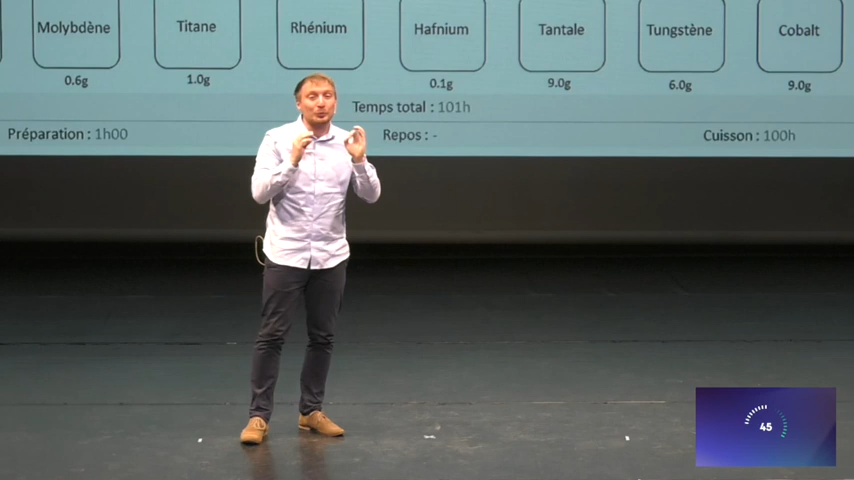 Molybdène Titane Rhénium Hafnium Tantale Tungstène Cobalt
0.6g 1.0g 0.1g 9.0g 6.0g 9.0g
Temps total : 101h
Préparation : 1h00 Repos : - Cuisson : 100h
45